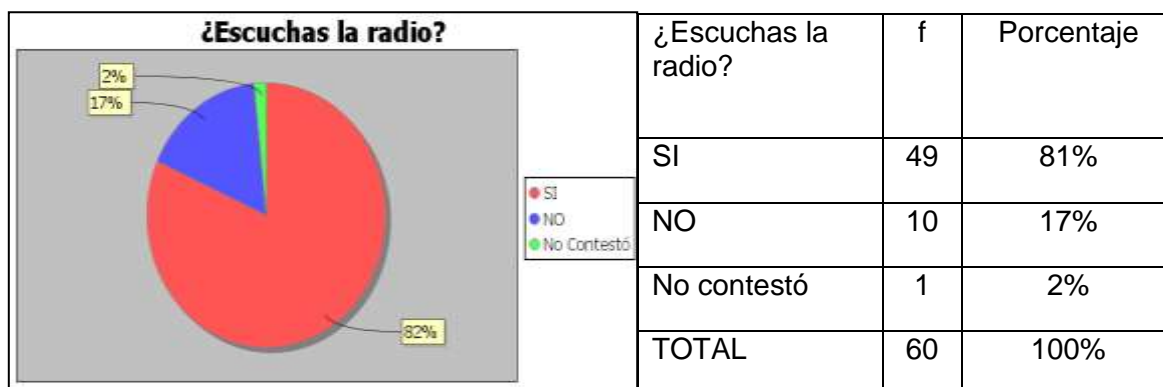 ¿Escuchas la radio?
2%
17%
82%
SI
NO
No Contestó
¿Escuchas la radio? f Porcentaje
SI 49 81%
NO 10 17%
No contestó 1 2%
TOTAL 60 100%